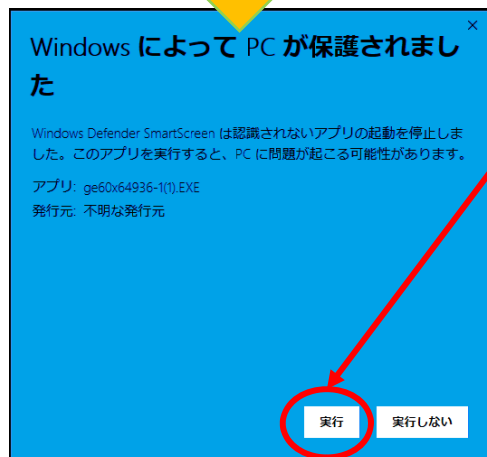 Windows によって PC が保護されまし
た
Windows Defender SmartScreen は認識されないアプリの起動を停止しま
した。このアプリを実行すると、PC に問題が起こる可能性があります。
アプリ: ge60x64936-1(1).EXE
発行元: 不明な発行元
実行 実行しない